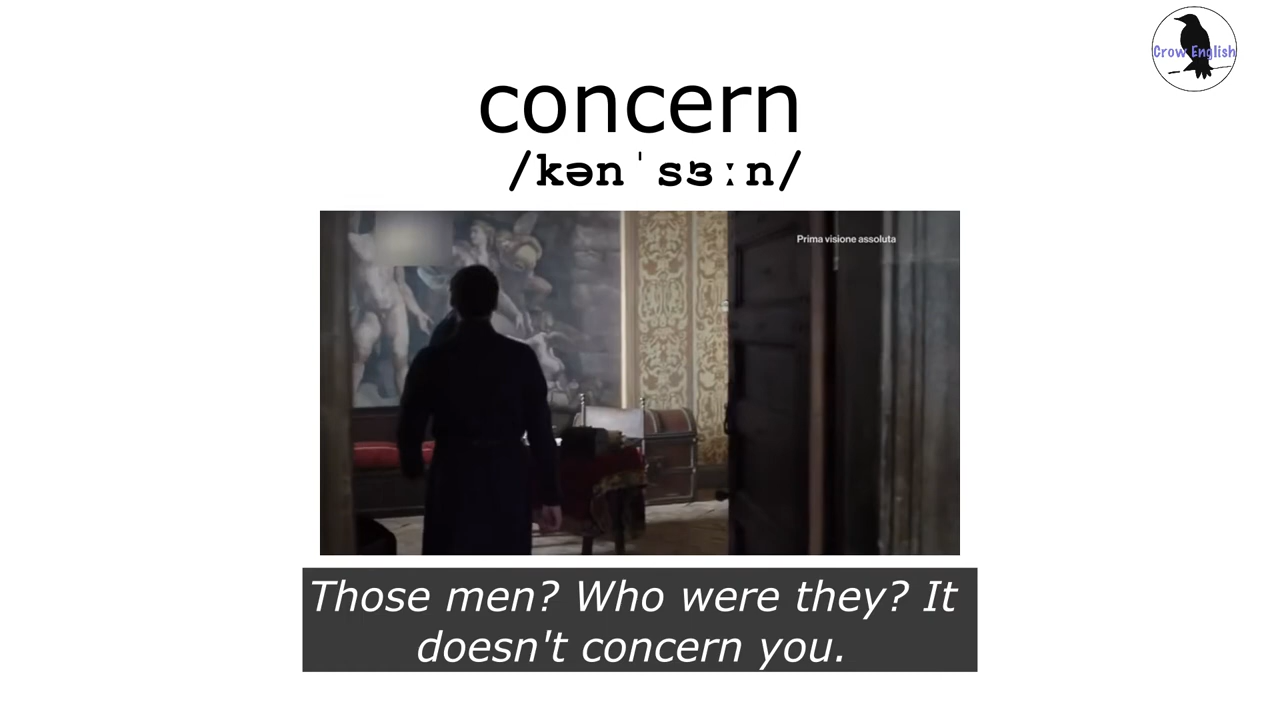 Crow English
concern
/kənˈsɜːn/
Prima visione assoluta
Those men? Who were they? It
doesn't concern you.